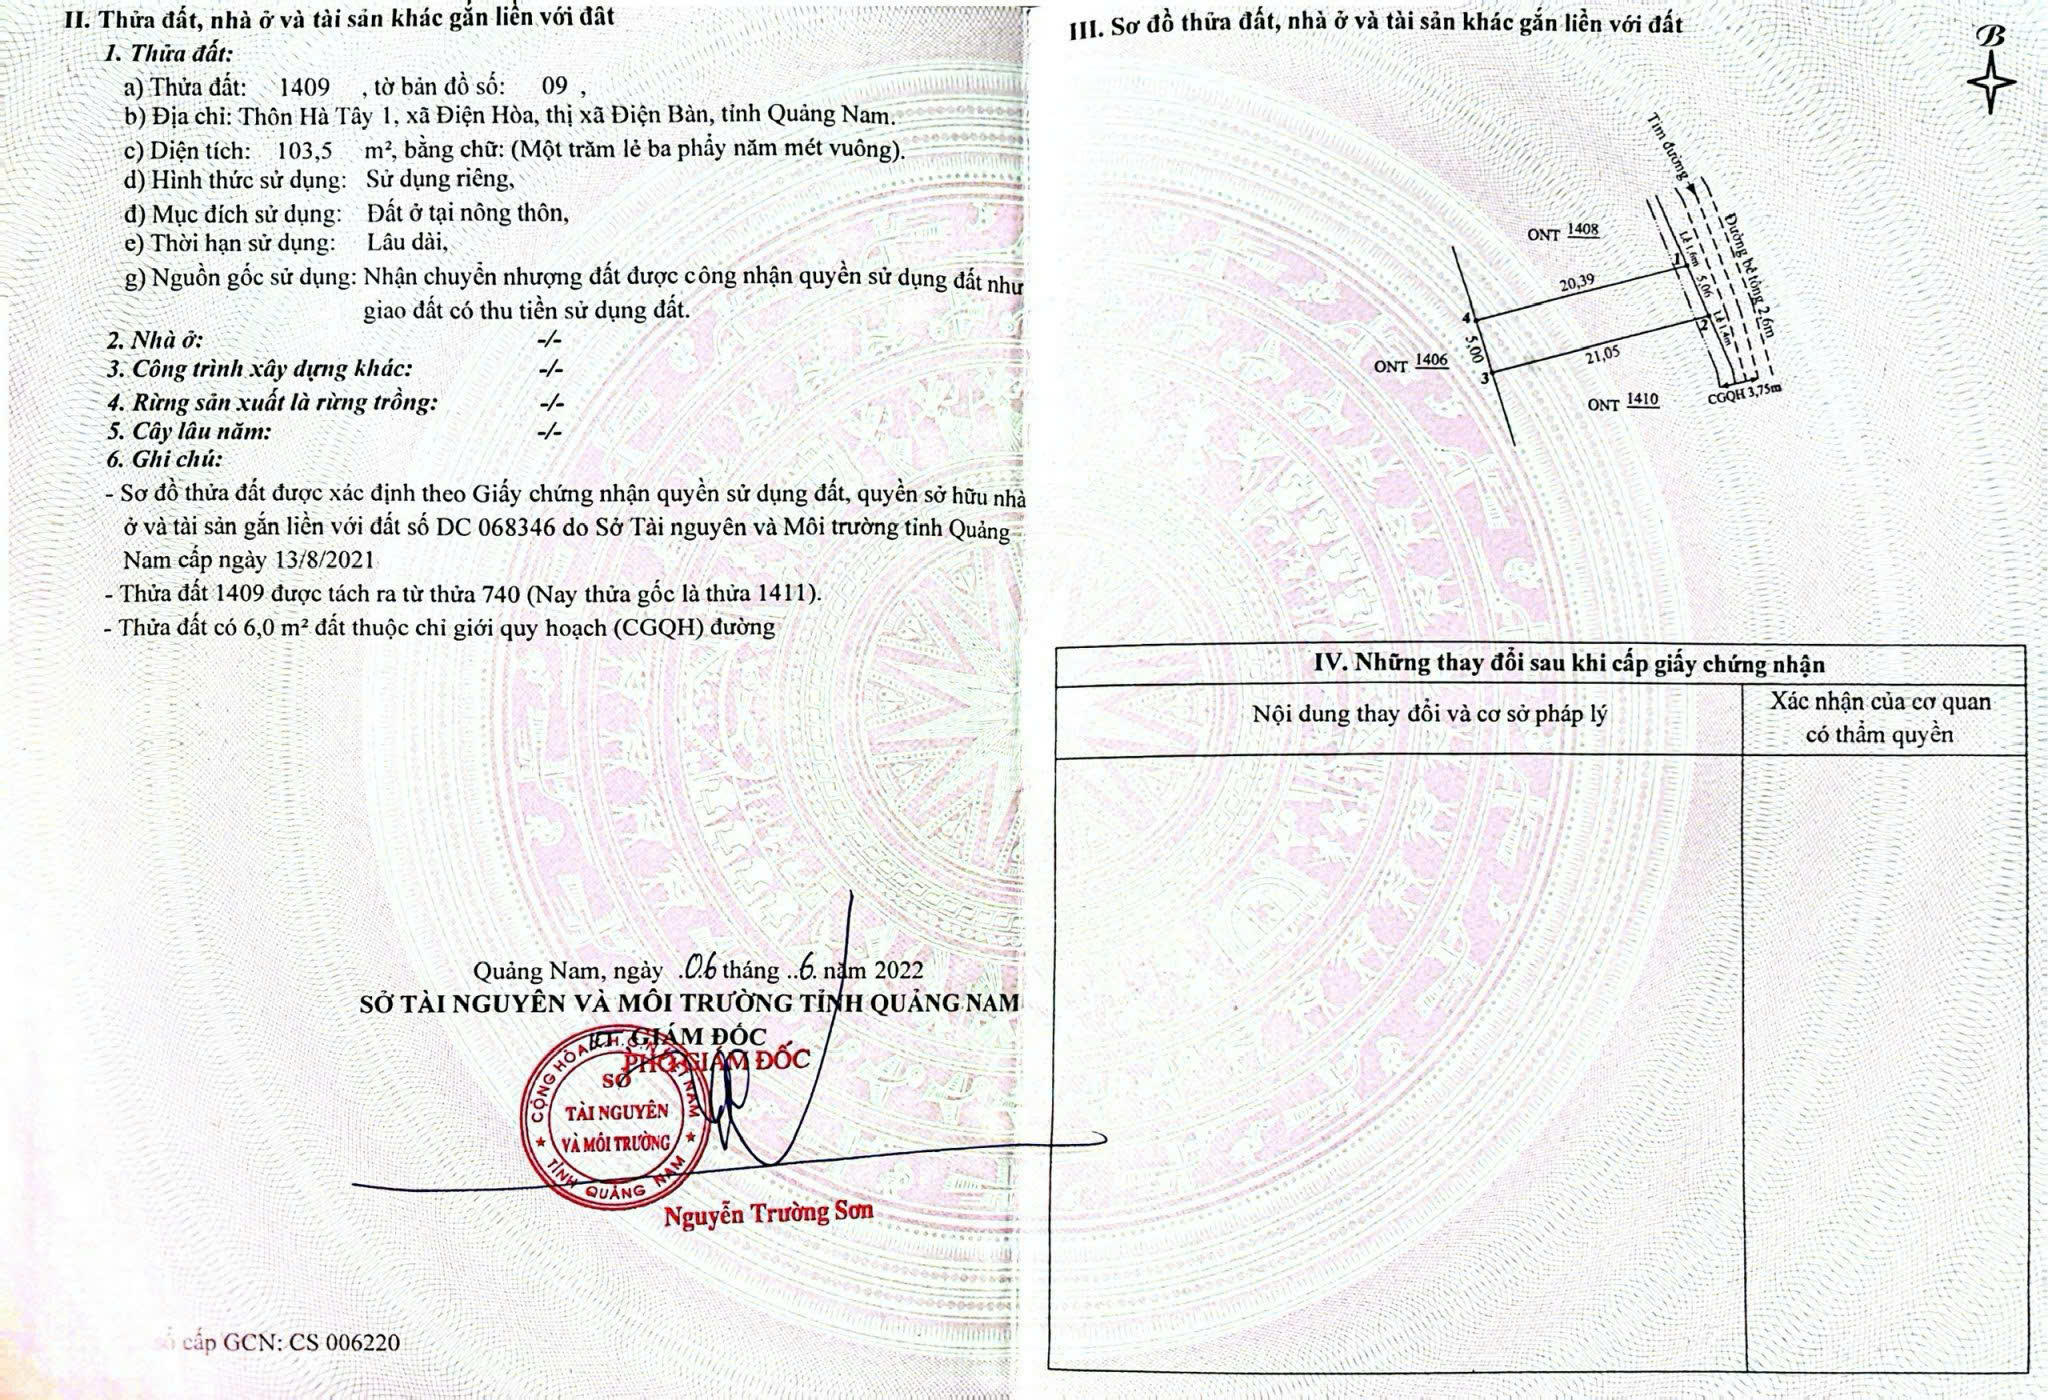 II. Thửa đất, nhà ở và tài sản khác gắn liền với đất
1. Thửa đất:
a) Thửa đất: 1409 , tờ bản đồ số: 09 ,
b) Địa chỉ: Thôn Hà Tây 1, xã Điện Hòa, thị xã Điện Bàn, tỉnh Quảng Nam.
c) Diện tích: 103,5 m², bằng chữ: (Một trăm lẻ ba phẩy năm mét vuông).
d) Hình thức sử dụng: Sử dụng riêng,
đ) Mục đích sử dụng: Đất ở tại nông thôn,
e) Thời hạn sử dụng: Lâu dài,
g) Nguồn gốc sử dụng: Nhận chuyển nhượng đất được công nhận quyền sử dụng đất như
giao đất có thu tiền sử dụng đất.
2. Nhà ở: -/-
3. Công trình xây dựng khác: -/-
4. Rừng sản xuất là rừng trồng: -/-
5. Cây lâu năm: -/-
6. Ghi chú:
- Sơ đồ thửa đất được xác định theo Giấy chứng nhận quyền sử dụng đất, quyền sở hữu nhà
ở và tài sản gắn liền với đất số DC 068346 do Sở Tài nguyên và Môi trường tỉnh Quảng
Nam cấp ngày 13/8/2021
- Thửa đất 1409 được tách ra từ thửa 740 (Nay thửa gốc là thửa 1411).
- Thửa đất có 6,0 m² đất thuộc chỉ giới quy hoạch (CGQH) đường
Quảng Nam, ngày .06 tháng ..6. năm 2022
SỞ TÀI NGUYÊN VÀ MÔI TRƯỜNG TỈNH QUẢNG NAM
KT. GIÁM ĐỐC
PHÓ GIÁM ĐỐC
CỘNG HÒA X.H.C.N VIỆT NAM
SỞ
TÀI NGUYÊN
VÀ MÔI TRƯỜNG
TỈNH QUẢNG NAM
Nguyễn Trường Sơn
số cấp GCN: CS 006220
III. Sơ đồ thửa đất, nhà ở và tài sản khác gắn liền với đất
B
Tim đường
Đường bê tông 2,6m
ONT 1408
Lề 1,6m
1
20,39
5,06
4
2
Lề 1,4m
5,00
21,05
ONT 1406
3
CGQH 3,75m
ONT 1410
IV. Những thay đổi sau khi cấp giấy chứng nhận
Nội dung thay đổi và cơ sở pháp lý
Xác nhận của cơ quan
có thẩm quyền